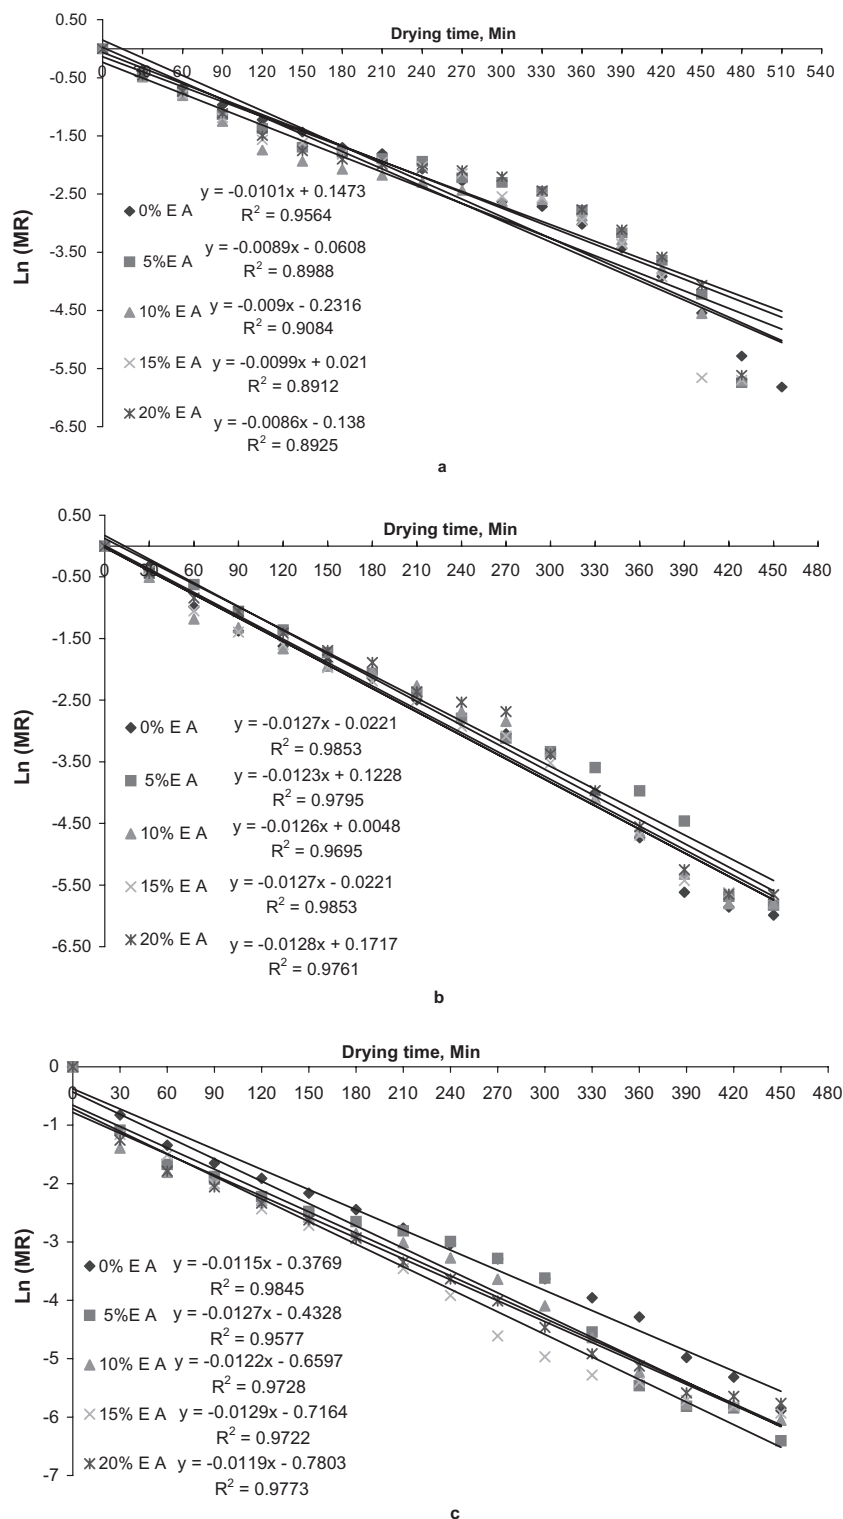 Drying time, Min
0.50
-0.50
-1.50
-2.50
-3.50
-4.50
-5.50
-6.50
0 30 60 90 120 150 180 210 240 270 300 330 360 390 420 450 480 510 540
Ln (MR)
0% E A y = -0.0101x + 0.1473
R² = 0.9564
5%E A y = -0.0089x - 0.0608
R² = 0.8988
10% E A y = -0.009x - 0.2316
R² = 0.9084
15% E A y = -0.0099x + 0.021
R² = 0.8912
20% E A y = -0.0086x - 0.138
R² = 0.8925
a
Drying time, Min
0.50
-0.50
-1.50
-2.50
-3.50
-4.50
-5.50
-6.50
0 30 60 90 120 150 180 210 240 270 300 330 360 390 420 450 480
Ln (MR)
0% E A y = -0.0127x - 0.0221
R² = 0.9853
5%E A y = -0.0123x + 0.1228
R² = 0.9795
10% E A y = -0.0126x + 0.0048
R² = 0.9695
15% E A y = -0.0127x - 0.0221
R² = 0.9853
20% E A y = -0.0128x + 0.1717
R² = 0.9761
b
Drying time, Min
0
-1
-2
-3
-4
-5
-6
-7
0 30 60 90 120 150 180 210 240 270 300 330 360 390 420 450 480
Ln (MR)
0% E A y = -0.0115x - 0.3769
R² = 0.9845
5%E A y = -0.0127x - 0.4328
R² = 0.9577
10% E A y = -0.0122x - 0.6597
R² = 0.9728
15% E A y = -0.0129x - 0.7164
R² = 0.9722
20% E A y = -0.0119x - 0.7803
R² = 0.9773
c